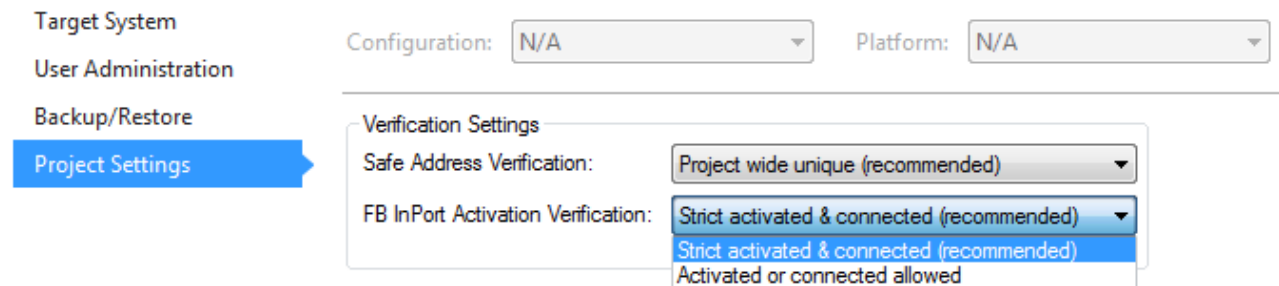 Target System
User Administration
Backup/Restore
Project Settings
Configuration: N/A Platform: N/A
Verification Settings
Safe Address Verification: Project wide unique (recommended)
FB InPort Activation Verification: Strict activated & connected (recommended)
Strict activated & connected (recommended)
Activated or connected allowed